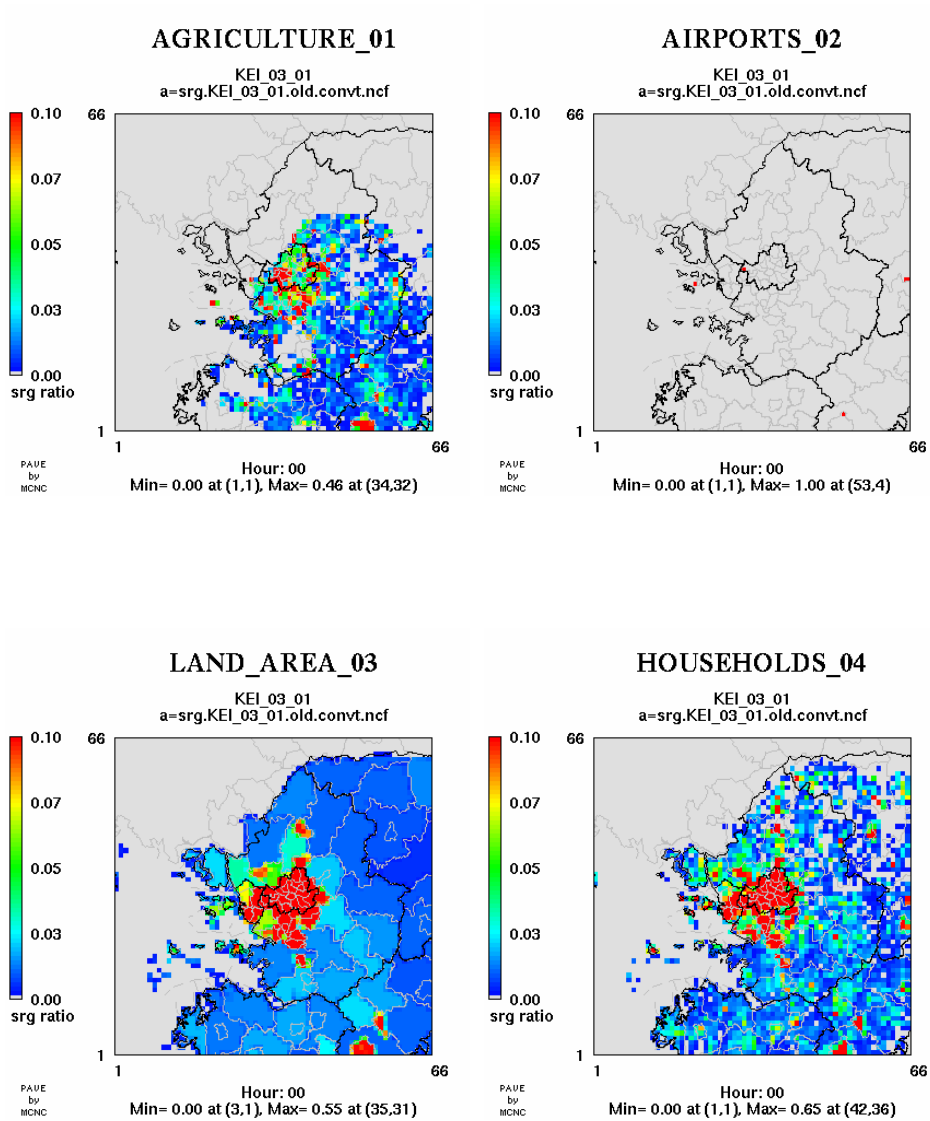 AGRICULTURE_01
KEI_03_01
a=srg.KEI_03_01.old.convt.ncf
0.10
0.07
0.05
0.03
0.00
srg ratio
66
1
1
66
PAVE
by
MCNC
Hour: 00
Min= 0.00 at (1,1), Max= 0.46 at (34,32)
AIRPORTS_02
KEI_03_01
a=srg.KEI_03_01.old.convt.ncf
0.10
0.07
0.05
0.03
0.00
srg ratio
66
1
1
66
PAVE
by
MCNC
Hour: 00
Min= 0.00 at (1,1), Max= 1.00 at (53,4)
LAND_AREA_03
KEI_03_01
a=srg.KEI_03_01.old.convt.ncf
0.10
0.07
0.05
0.03
0.00
srg ratio
66
1
1
66
PAVE
by
MCNC
Hour: 00
Min= 0.00 at (3,1), Max= 0.55 at (35,31)
HOUSEHOLDS_04
KEI_03_01
a=srg.KEI_03_01.old.convt.ncf
0.10
0.07
0.05
0.03
0.00
srg ratio
66
1
1
66
PAVE
by
MCNC
Hour: 00
Min= 0.00 at (1,1), Max= 0.65 at (42,36)